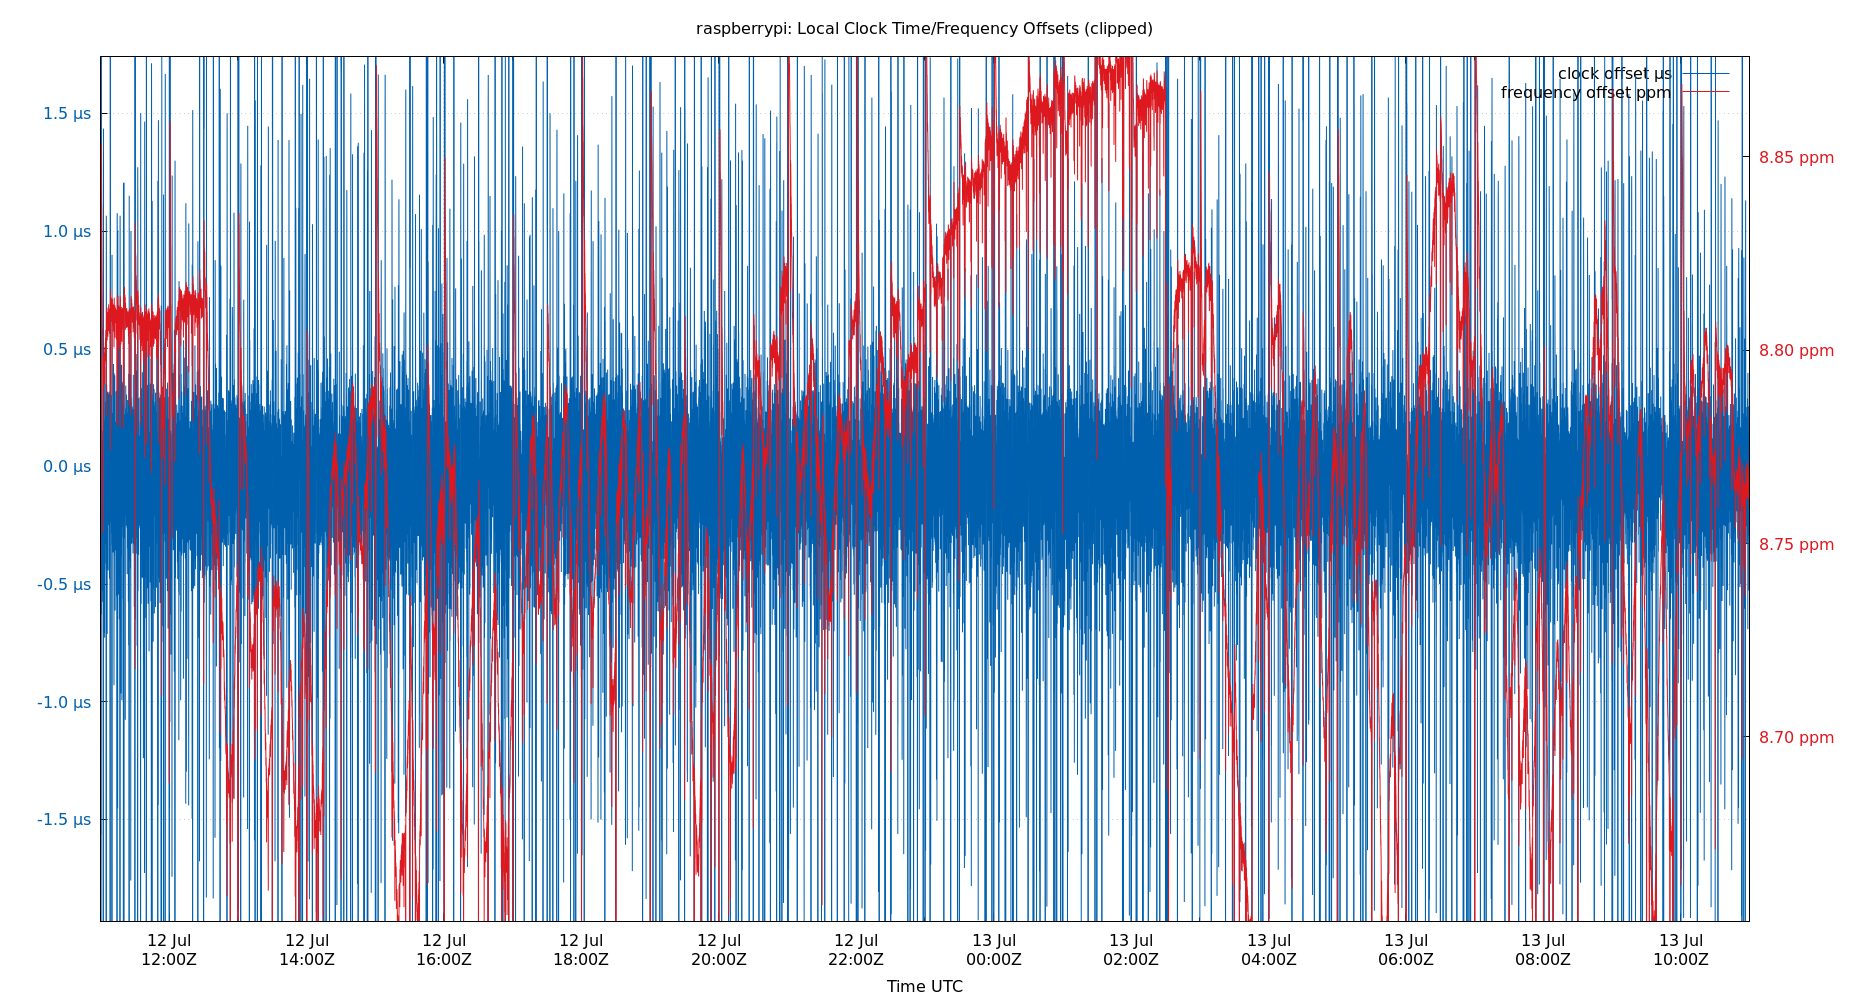 raspberrypi: Local Clock Time/Frequency Offsets (clipped)
clock offset µs
frequency offset ppm
1.5 µs
1.0 µs
0.5 µs
0.0 µs
-0.5 µs
-1.0 µs
-1.5 µs
8.85 ppm
8.80 ppm
8.75 ppm
8.70 ppm
12 Jul 12 Jul 12 Jul 12 Jul 12 Jul 12 Jul 13 Jul 13 Jul 13 Jul 13 Jul 13 Jul 13 Jul
12:00Z 14:00Z 16:00Z 18:00Z 20:00Z 22:00Z 00:00Z 02:00Z 04:00Z 06:00Z 08:00Z 10:00Z
Time UTC